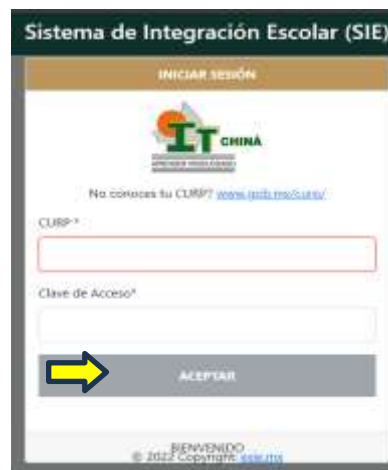 Sistema de Integración Escolar (SIE)
INICIAR SESIÓN
IT CHINÁ
No conoces tu CURP? www.gob.mx/curp/
CURP*
Clave de Acceso*
ACEPTAR
BIENVENIDO
© 2022 Copyright: